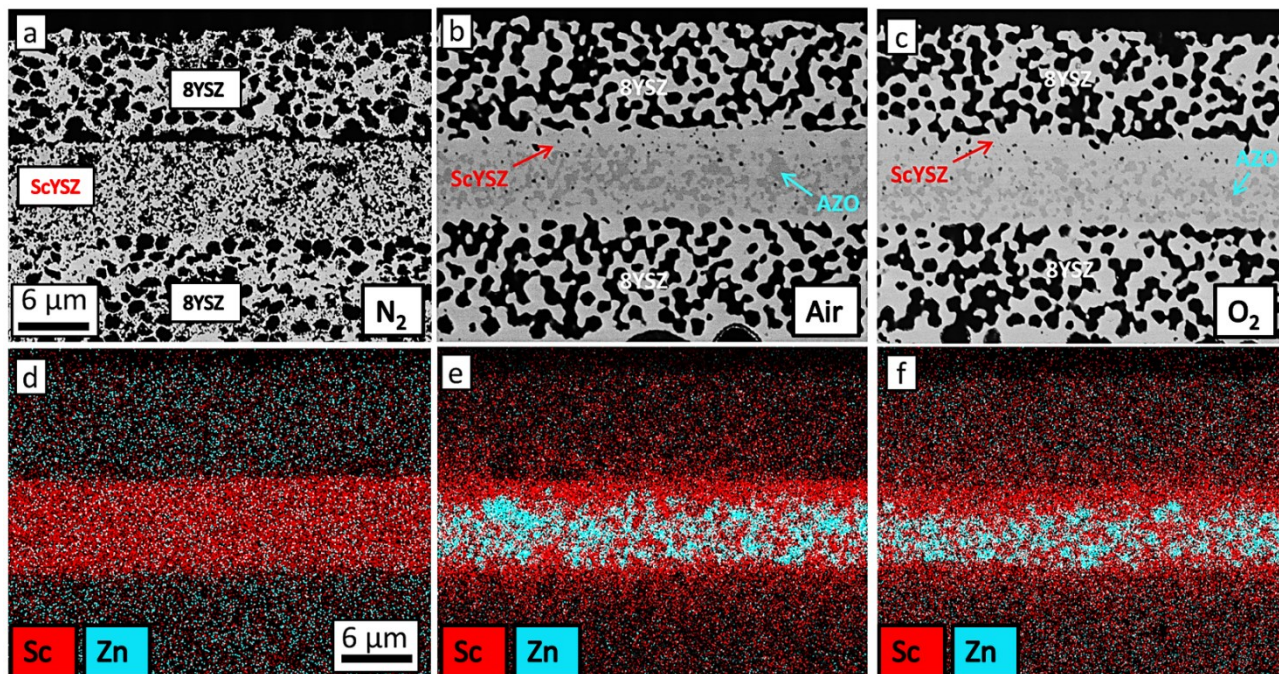 a
8YSZ
ScYSZ
8YSZ
6 µm
N₂
b
8YSZ
ScYSZ
AZO
8YSZ
Air
c
8YSZ
ScYSZ
AZO
8YSZ
O₂
d
Sc
Zn
6 µm
e
Sc
Zn
f
Sc
Zn